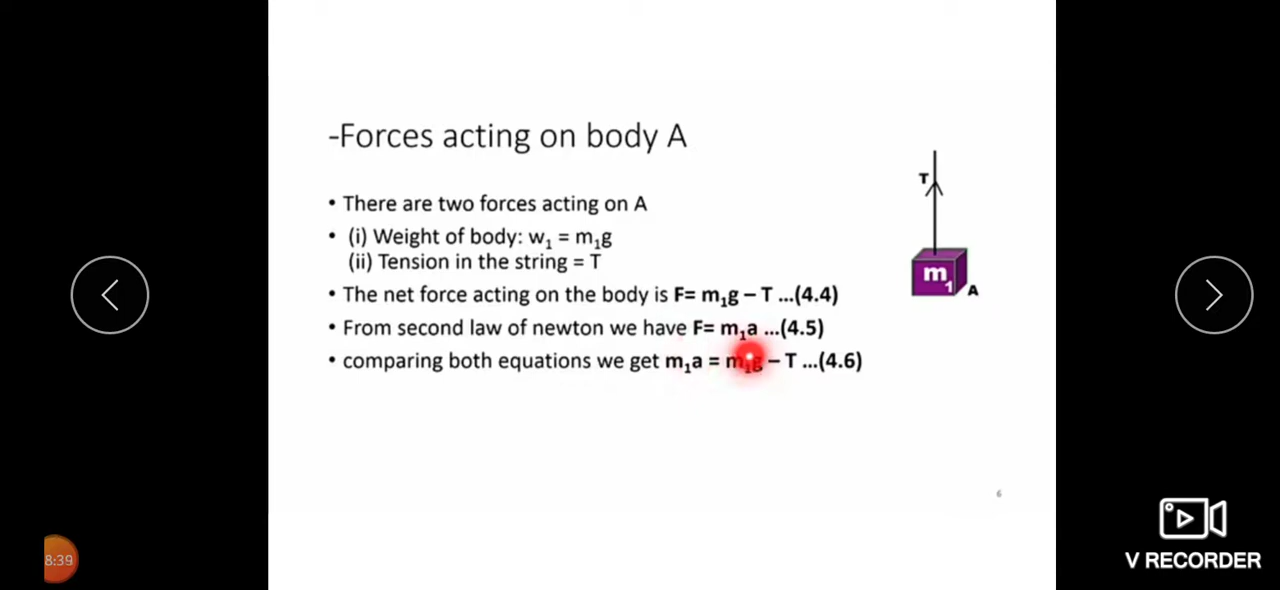 -Forces acting on body A
• There are two forces acting on A
• (i) Weight of body: w₁ = m₁g
(ii) Tension in the string = T
• The net force acting on the body is F= m₁g – T ...(4.4)
• From second law of newton we have F= m₁a ...(4.5)
• comparing both equations we get m₁a = m₁g – T ...(4.6)
T
m₁
A
6
8:39
V RECORDER